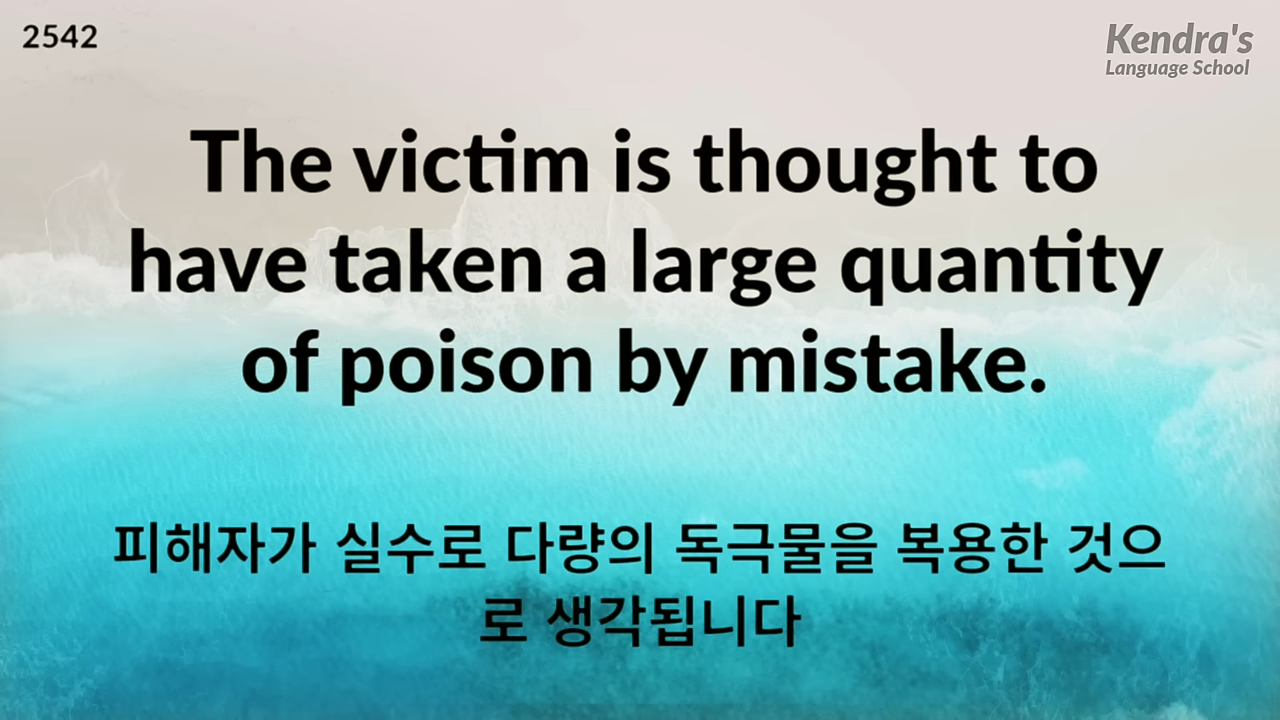 2542
Kendra's
Language School
The victim is thought to
have taken a large quantity
of poison by mistake.
피해자가 실수로 다량의 독극물을 복용한 것으
로 생각됩니다